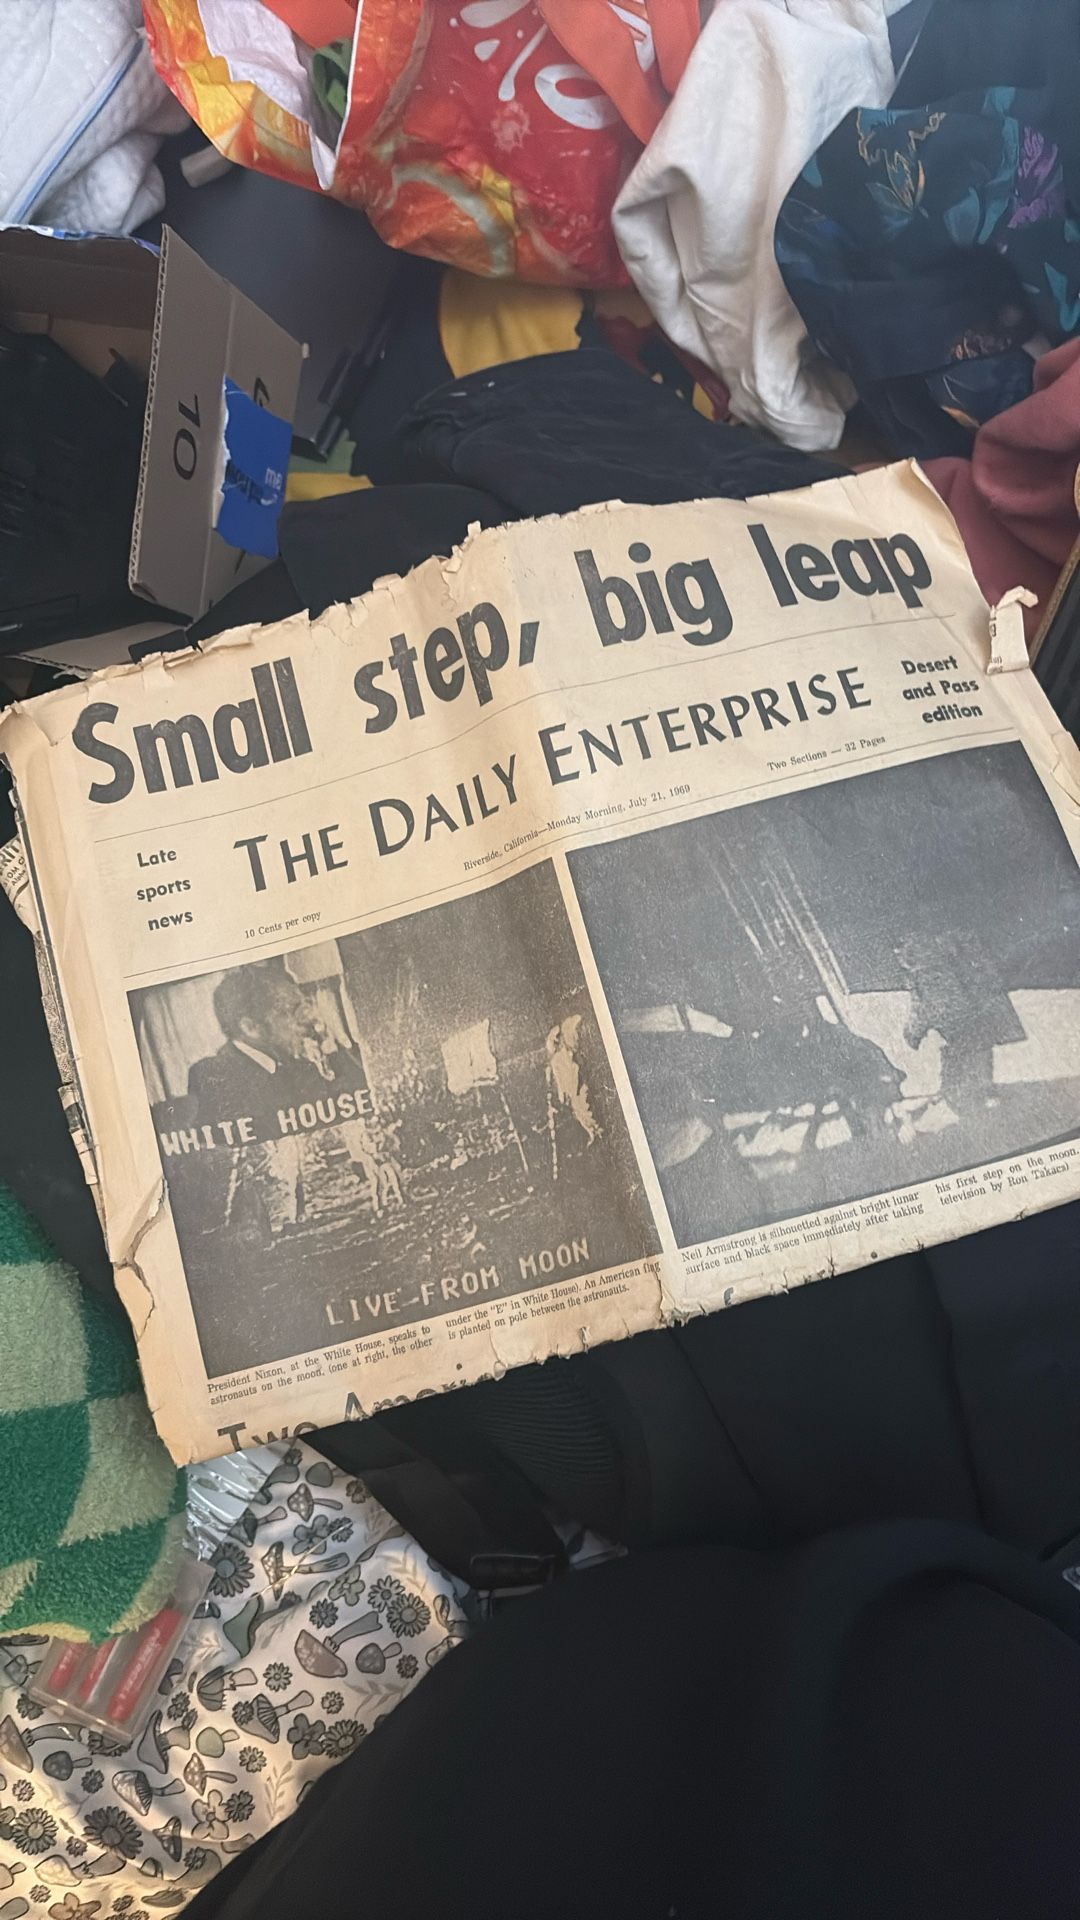 Small step, big leap
Late
sports
news
THE DAILY ENTERPRISE
Desert
and Pass
edition
10 Cents per copy
Riverside, California—Monday Morning, July 21, 1969
Two Sections — 32 Pages
WHITE HOUSE
LIVE-FROM MOON
President Nixon, at the White House, speaks to
astronauts on the moon, (one at right, the other
under the "E" in White House). An American flag
is planted on pole between the astronauts.
Neil Armstrong is silhouetted against bright lunar
surface and black space immediately after taking
his first step on the moon.
television by Ron Takacs)
Two
10